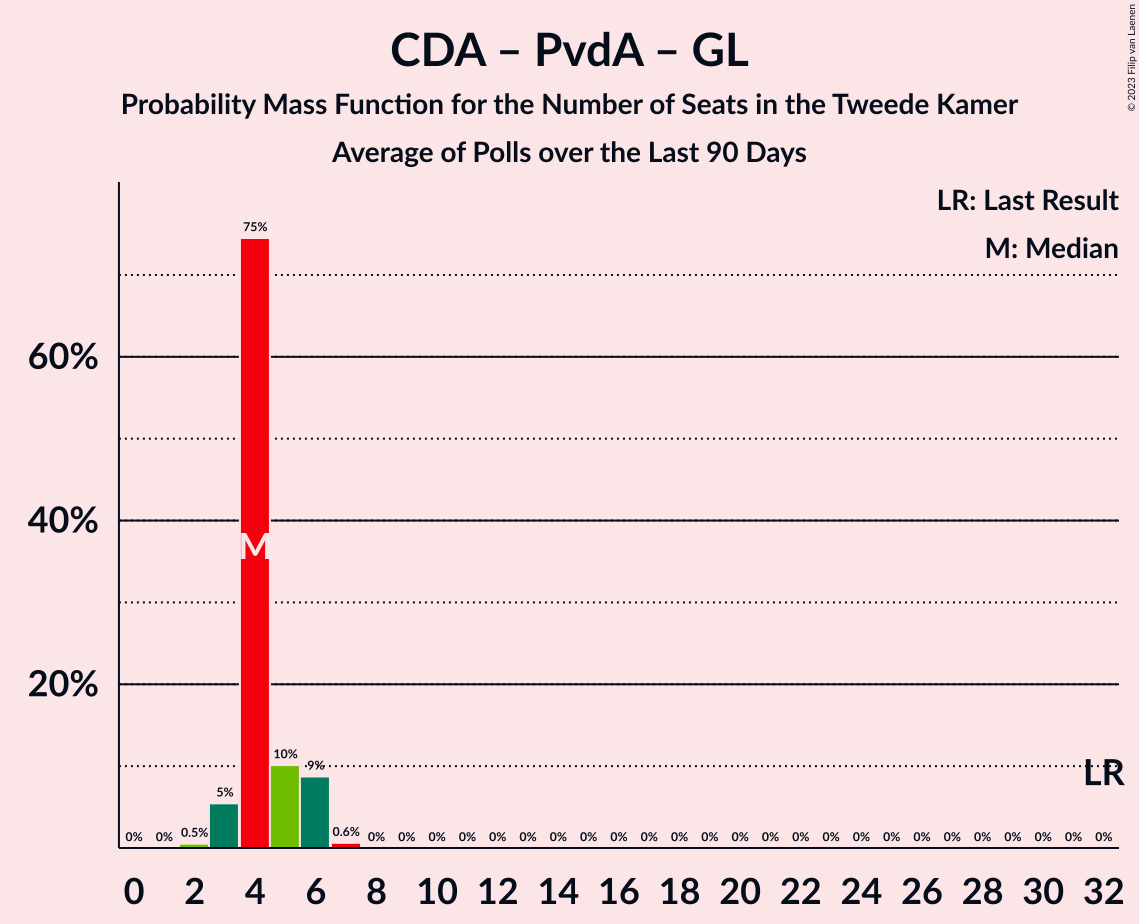 CDA – PvdA – GL
Probability Mass Function for the Number of Seats in the Tweede Kamer
Average of Polls over the Last 90 Days
© 2023 Filip van Laenen
LR: Last Result
M: Median
75%
60%
40%
M
20%
10%
9%
LR
5%
0% 0% 0.5% 0.6% 0% 0% 0% 0% 0% 0% 0% 0% 0% 0% 0% 0% 0% 0% 0% 0% 0% 0% 0% 0% 0% 0% 0% 0% 0%
0 2 4 6 8 10 12 14 16 18 20 22 24 26 28 30 32